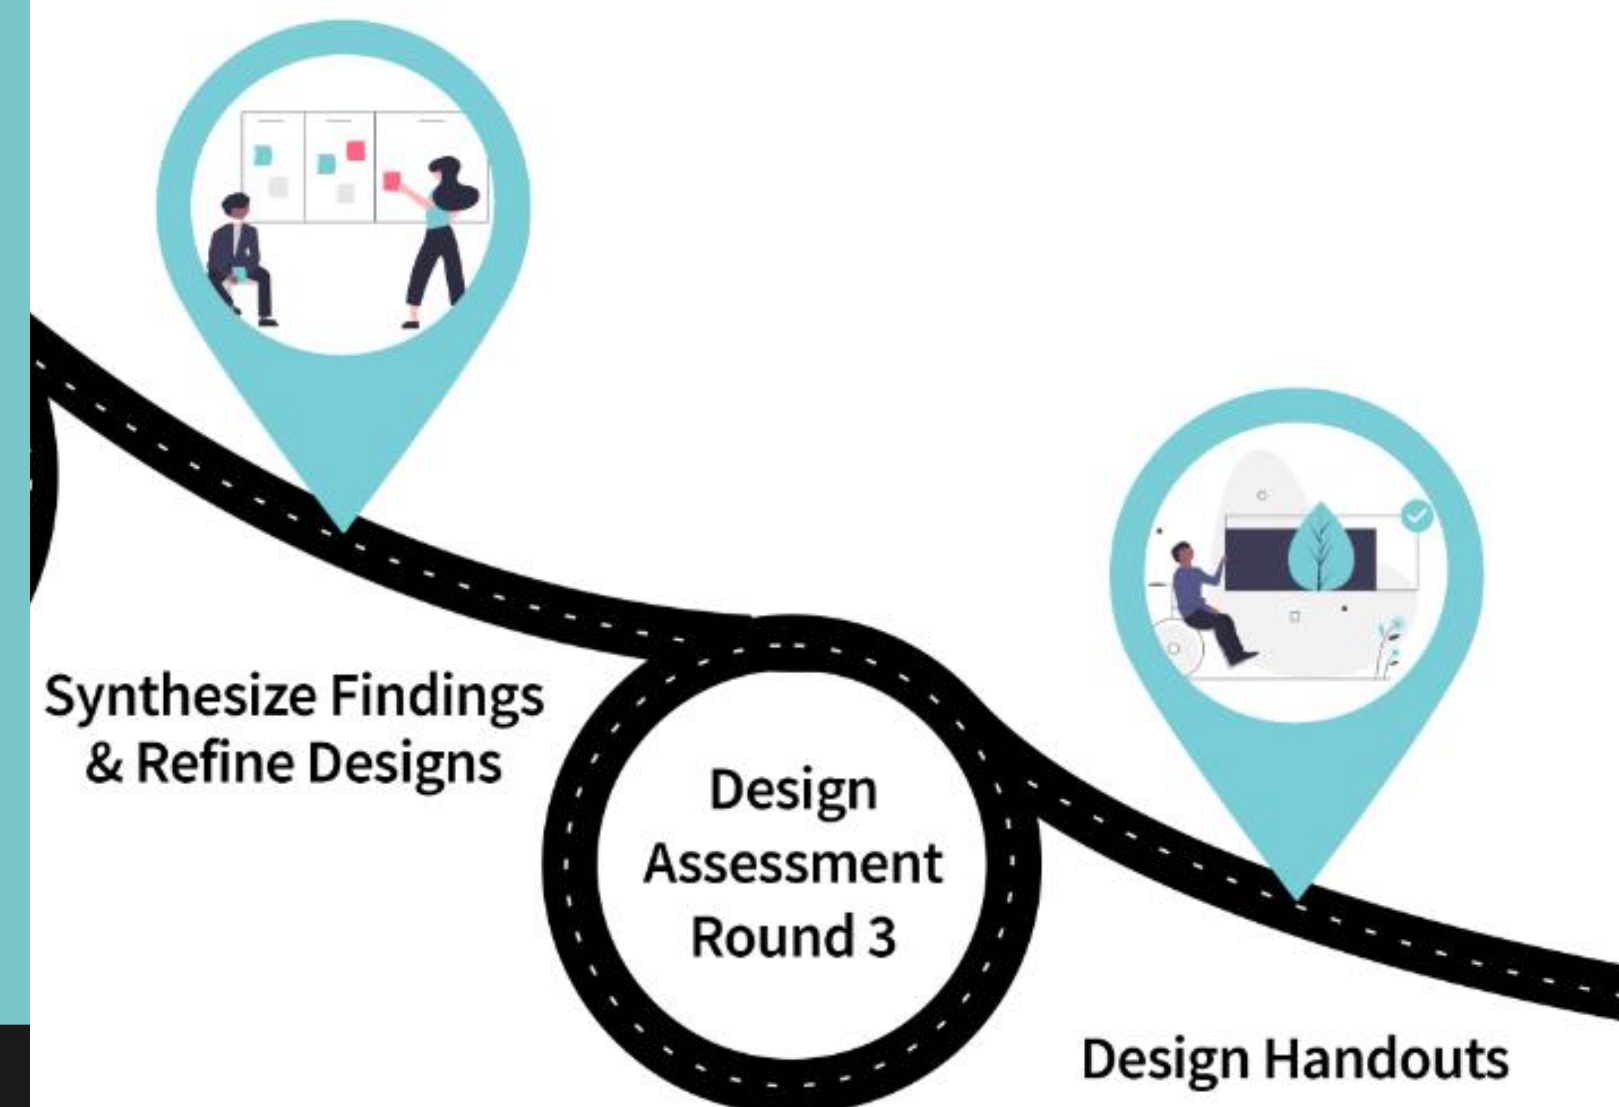 Synthesize Findings
& Refine Designs
Design
Assessment
Round 3
Design Handouts